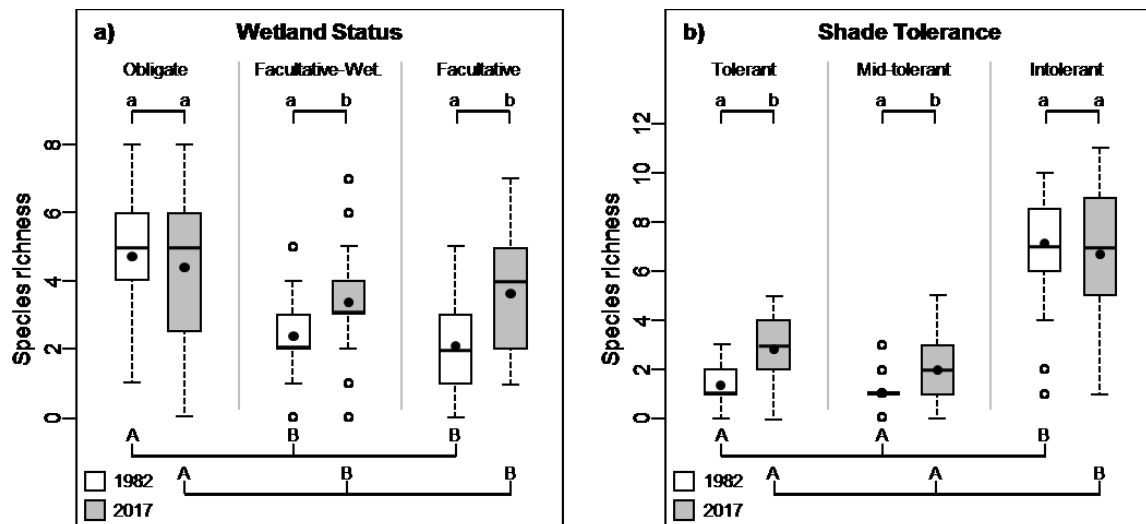 a) Wetland Status
Obligate Facultative-Wet. Facultative
a a a b a b
8
6
4
2
0
Species richness
A B B
A B B
1982
2017
b) Shade Tolerance
Tolerant Mid-tolerant Intolerant
a b a b a a
12
10
8
6
4
2
0
Species richness
A A B
A A B
1982
2017